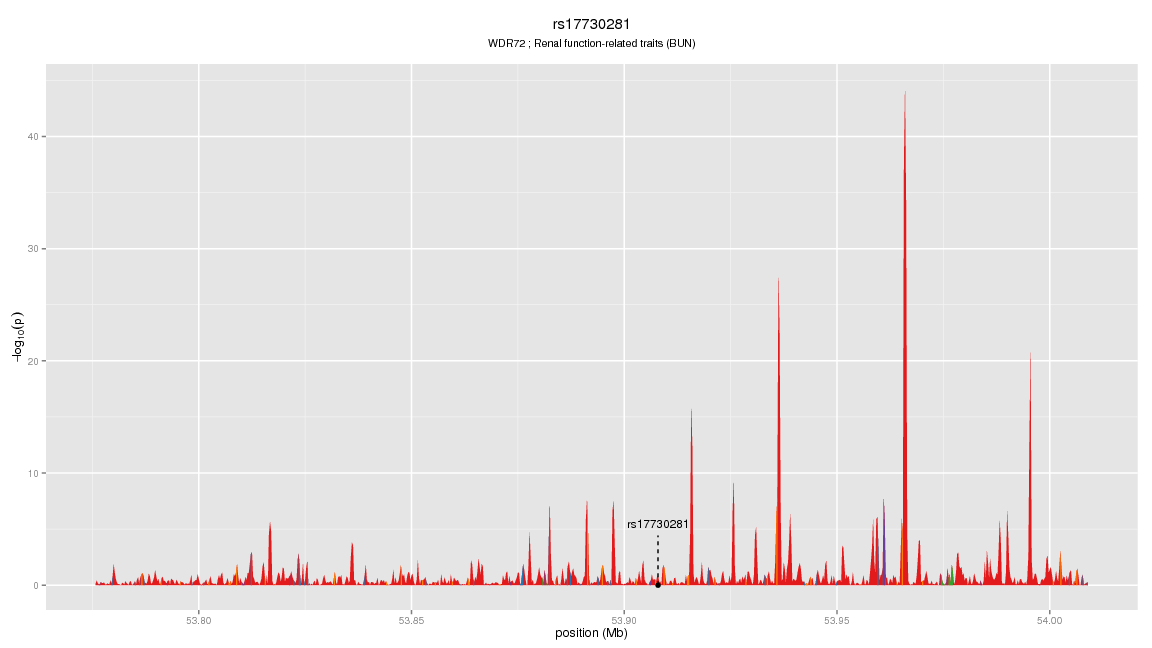 rs17730281
WDR72 ; Renal function-related traits (BUN)
−log10(p)
40
30
20
10
0
rs17730281
53.80
53.85
53.90
53.95
54.00
position (Mb)